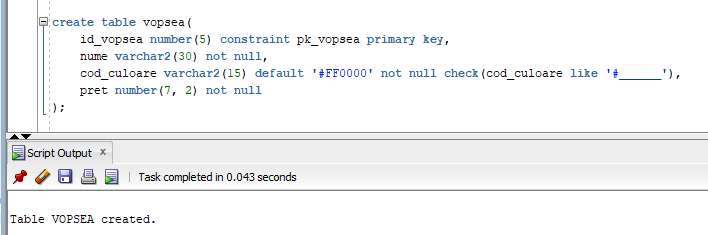 create table vopsea(
id_vopsea number(5) constraint pk_vopsea primary key,
nume varchar2(30) not null,
cod_culoare varchar2(15) default '#FF0000' not null check(cod_culoare like '#______'),
pret number(7, 2) not null
);
Script Output x
Task completed in 0.043 seconds
Table VOPSEA created.